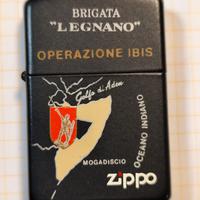 BRIGATA
"LEGNANO"
OPERAZIONE IBIS
Golfo di Aden
OCEANO INDIANO
MOGADISCIO
zippo